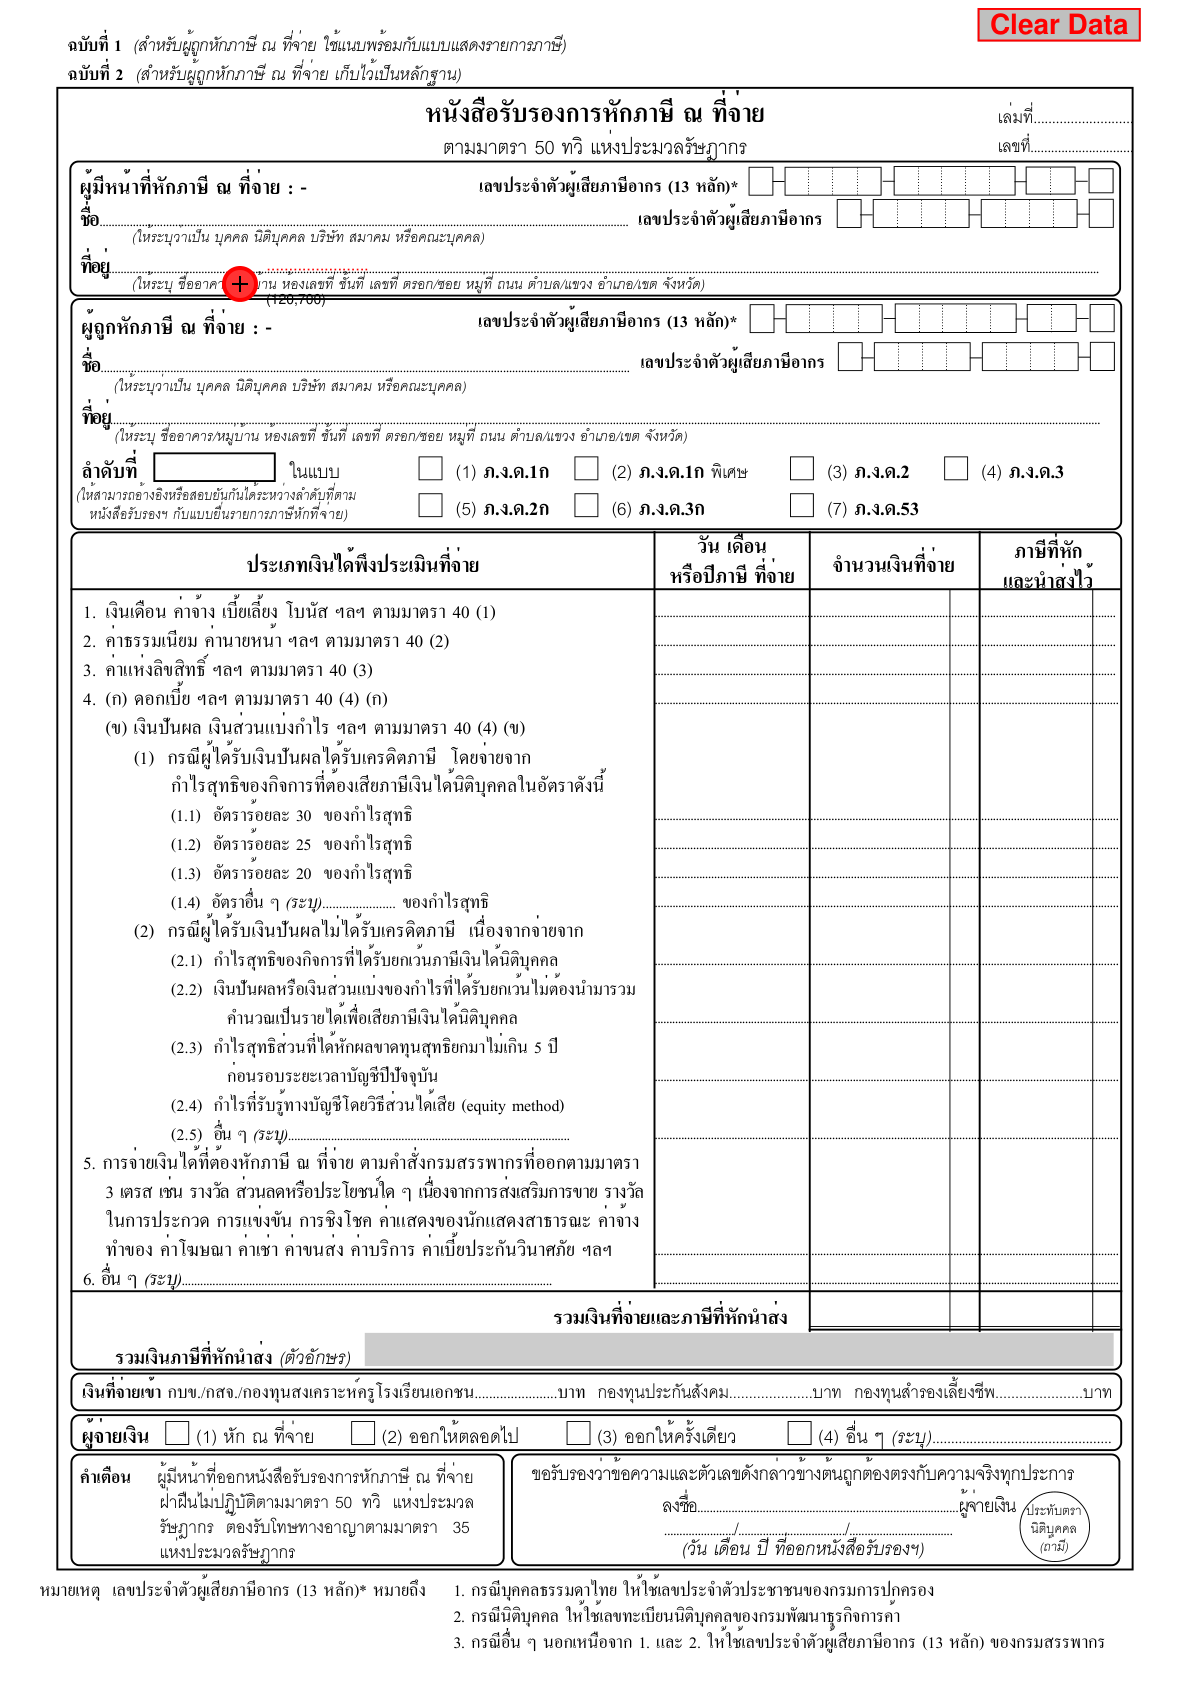 Clear Data
ฉบับที่ 1 (สำหรับผู้ถูกหักภาษี ณ ที่จ่าย ใช้แนบพร้อมกับแบบแสดงรายการภาษี)
ฉบับที่ 2 (สำหรับผู้ถูกหักภาษี ณ ที่จ่าย เก็บไว้เป็นหลักฐาน)
หนังสือรับรองการหักภาษี ณ ที่จ่าย
เล่มที่..........................
ตามมาตรา 50 ทวิ แห่งประมวลรัษฎากร
เลขที่...........................
ผู้มีหน้าที่หักภาษี ณ ที่จ่าย : - เลขประจำตัวผู้เสียภาษีอากร (13 หลัก)*
ชื่อ.......................... เลขประจำตัวผู้เสียภาษีอากร
(ให้ระบุว่าเป็น บุคคล นิติบุคคล บริษัท สมาคม หรือคณะบุคคล)
ที่อยู่..........................
(ให้ระบุ ชื่ออาคา บ้าน ห้องเลขที่ ชั้นที่ เลขที่ ตรอก/ซอย หมู่ที่ ถนน ตำบล/แขวง อำเภอ/เขต จังหวัด)
(120,700)
ผู้ถูกหักภาษี ณ ที่จ่าย : - เลขประจำตัวผู้เสียภาษีอากร (13 หลัก)*
ชื่อ.......................... เลขประจำตัวผู้เสียภาษีอากร
(ให้ระบุว่าเป็น บุคคล นิติบุคคล บริษัท สมาคม หรือคณะบุคคล)
ที่อยู่..........................
(ให้ระบุ ชื่ออาคาร/หมู่บ้าน ห้องเลขที่ ชั้นที่ เลขที่ ตรอก/ซอย หมู่ที่ ถนน ตำบล/แขวง อำเภอ/เขต จังหวัด)
ลำดับที่ ในแบบ (1) ภ.ง.ด.1ก (2) ภ.ง.ด.1ก พิเศษ (3) ภ.ง.ด.2 (4) ภ.ง.ด.3
(ให้สามารถอ้างอิงหรือสอบยันกันได้ระหว่างลำดับที่ตาม
หนังสือรับรองฯ กับแบบยื่นรายการภาษีหักที่จ่าย) (5) ภ.ง.ด.2ก (6) ภ.ง.ด.3ก (7) ภ.ง.ด.53
ประเภทเงินได้พึงประเมินที่จ่าย
วัน เดือน
หรือปีภาษี ที่จ่าย
จำนวนเงินที่จ่าย
ภาษีที่หัก
และนำส่งไว้
1. เงินเดือน ค่าจ้าง เบี้ยเลี้ยง โบนัส ฯลฯ ตามมาตรา 40 (1)
2. ค่าธรรมเนียม ค่านายหน้า ฯลฯ ตามมาตรา 40 (2)
3. ค่าแห่งลิขสิทธิ์ ฯลฯ ตามมาตรา 40 (3)
4. (ก) ดอกเบี้ย ฯลฯ ตามมาตรา 40 (4) (ก)
(ข) เงินปันผล เงินส่วนแบ่งกำไร ฯลฯ ตามมาตรา 40 (4) (ข)
(1) กรณีผู้ได้รับเงินปันผลได้รับเครดิตภาษี โดยจ่ายจาก
กำไรสุทธิของกิจการที่ต้องเสียภาษีเงินได้นิติบุคคลในอัตราดังนี้
(1.1) อัตราร้อยละ 30 ของกำไรสุทธิ
(1.2) อัตราร้อยละ 25 ของกำไรสุทธิ
(1.3) อัตราร้อยละ 20 ของกำไรสุทธิ
(1.4) อัตราอื่น ๆ (ระบุ)...................... ของกำไรสุทธิ
(2) กรณีผู้ได้รับเงินปันผลไม่ได้รับเครดิตภาษี เนื่องจากจ่ายจาก
(2.1) กำไรสุทธิของกิจการที่ได้รับยกเว้นภาษีเงินได้นิติบุคคล
(2.2) เงินปันผลหรือเงินส่วนแบ่งของกำไรที่ได้รับยกเว้นไม่ต้องนำมารวม
คำนวณเป็นรายได้เพื่อเสียภาษีเงินได้นิติบุคคล
(2.3) กำไรสุทธิส่วนที่ได้หักผลขาดทุนสุทธิยกมาไม่เกิน 5 ปี
ก่อนรอบระยะเวลาบัญชีปีปัจจุบัน
(2.4) กำไรที่รับรู้ทางบัญชีโดยวิธีส่วนได้เสีย (equity method)
(2.5) อื่น ๆ (ระบุ)..........................
5. การจ่ายเงินได้ที่ต้องหักภาษี ณ ที่จ่าย ตามคำสั่งกรมสรรพากรที่ออกตามมาตรา
3 เตรส เช่น รางวัล ส่วนลดหรือประโยชน์ใด ๆ เนื่องจากการส่งเสริมการขาย รางวัล
ในการประกวด การแข่งขัน การชิงโชค ค่าแสดงของนักแสดงสาธารณะ ค่าจ้าง
ทำของ ค่าโฆษณา ค่าเช่า ค่าขนส่ง ค่าบริการ ค่าเบี้ยประกันวินาศภัย ฯลฯ
6. อื่น ๆ (ระบุ)..........................
รวมเงินที่จ่ายและภาษีที่หักนำส่ง
รวมเงินภาษีที่หักนำส่ง (ตัวอักษร)
เงินที่จ่ายเข้า กบข./กสจ./กองทุนสงเคราะห์ครูโรงเรียนเอกชน....................บาท กองทุนประกันสังคม....................บาท กองทุนสำรองเลี้ยงชีพ.....................บาท
ผู้จ่ายเงิน (1) หัก ณ ที่จ่าย (2) ออกให้ตลอดไป (3) ออกให้ครั้งเดียว (4) อื่น ๆ (ระบุ)..........................
คำเตือน ผู้มีหน้าที่ออกหนังสือรับรองการหักภาษี ณ ที่จ่าย
ฝ่าฝืนไม่ปฏิบัติตามมาตรา 50 ทวิ แห่งประมวล
รัษฎากร ต้องรับโทษทางอาญาตามมาตรา 35
แห่งประมวลรัษฎากร
ขอรับรองว่าข้อความและตัวเลขดังกล่าวข้างต้นถูกต้องตรงกับความจริงทุกประการ
ลงชื่อ..........................ผู้จ่ายเงิน
................../........................../..........................
(วัน เดือน ปี ที่ออกหนังสือรับรองฯ)
ประทับตรา
นิติบุคคล
(ถ้ามี)
หมายเหตุ เลขประจำตัวผู้เสียภาษีอากร (13 หลัก)* หมายถึง 1. กรณีบุคคลธรรมดาไทย ให้ใช้เลขประจำตัวประชาชนของกรมการปกครอง
2. กรณีนิติบุคคล ให้ใช้เลขทะเบียนนิติบุคคลของกรมพัฒนาธุรกิจการค้า
3. กรณีอื่น ๆ นอกเหนือจาก 1. และ 2. ให้ใช้เลขประจำตัวผู้เสียภาษีอากร (13 หลัก) ของกรมสรรพากร